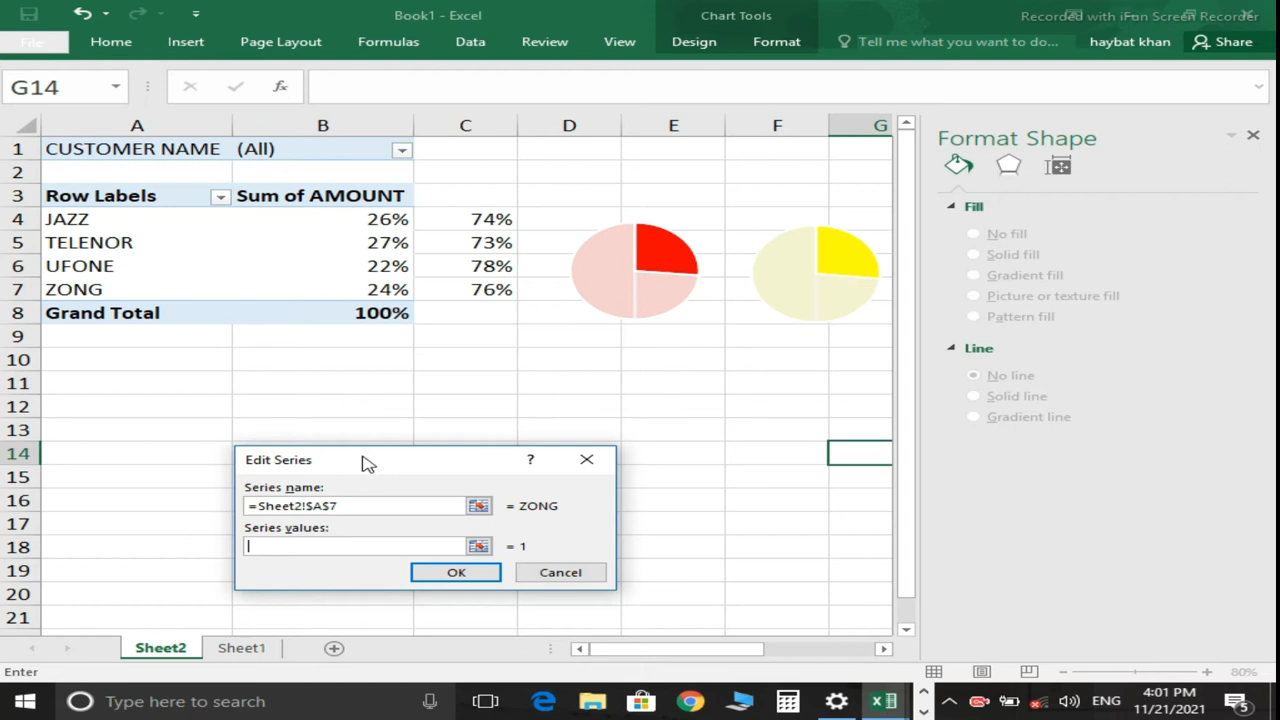 Book1 - Excel
Chart Tools
Recorded with iFun Screen Recorder
File
Home
Insert
Page Layout
Formulas
Data
Review
View
Design
Format
Tell me what you want to do...
haybat khan
Share
G14
fx
A
B
C
D
E
F
G
1
CUSTOMER NAME
(All)
2
3
Row Labels
Sum of AMOUNT
4
JAZZ
26%
74%
5
TELENOR
27%
73%
6
UFONE
22%
78%
7
ZONG
24%
76%
8
Grand Total
100%
9
10
11
12
13
14
15
16
17
18
19
20
21
Edit Series
?
Series name:
=Sheet2!$A$7
= ZONG
Series values:
= 1
OK
Cancel
Format Shape
Fill
No fill
Solid fill
Gradient fill
Picture or texture fill
Pattern fill
Line
No line
Solid line
Gradient line
Sheet2
Sheet1
Enter
80%
Type here to search
ENG
4:01 PM
11/21/2021
5